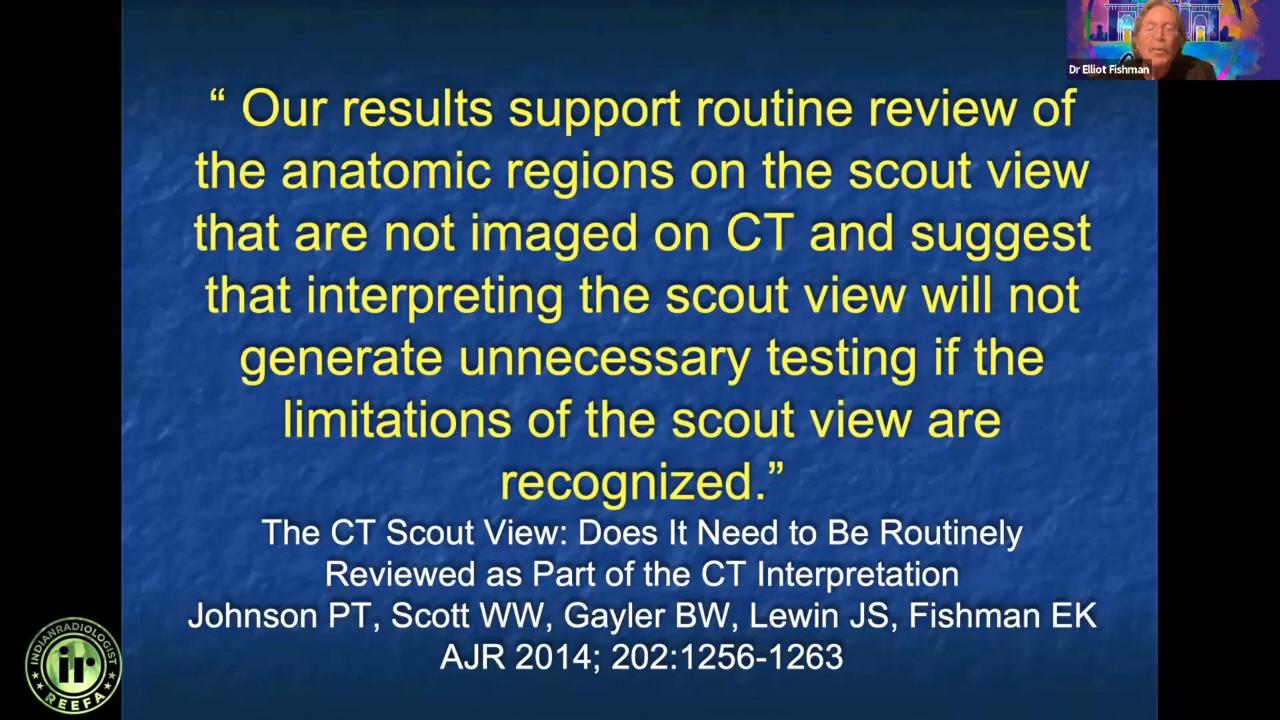 Dr Elliot Fishman
“ Our results support routine review of
the anatomic regions on the scout view
that are not imaged on CT and suggest
that interpreting the scout view will not
generate unnecessary testing if the
limitations of the scout view are
recognized.”
The CT Scout View: Does It Need to Be Routinely
Reviewed as Part of the CT Interpretation
Johnson PT, Scott WW, Gayler BW, Lewin JS, Fishman EK
AJR 2014; 202:1256-1263
INDIANRADIOLOGIST
ir
REEFA